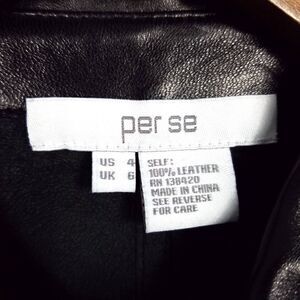 per se
US 4
UK 6
SELF:
100% LEATHER
RN 138420
MADE IN CHINA
SEE REVERSE
FOR CARE